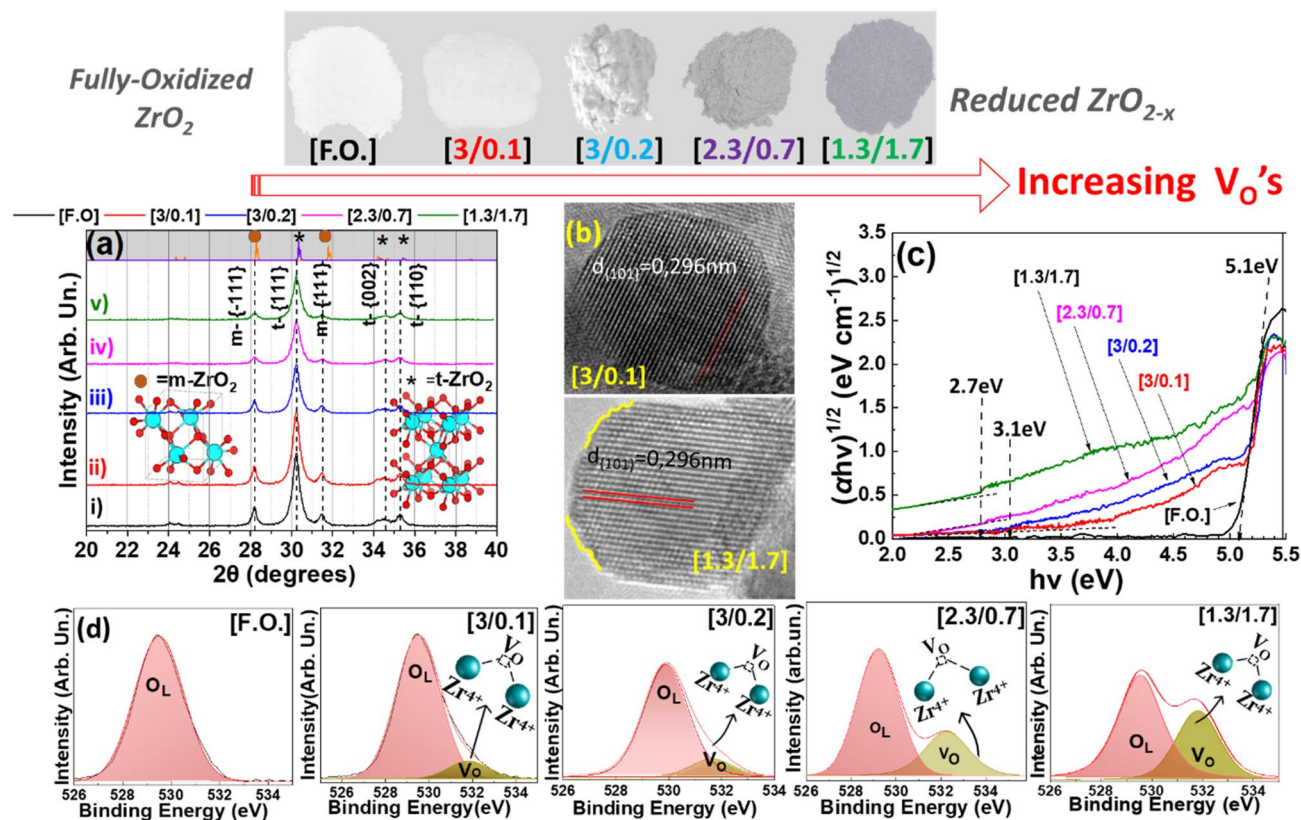 Fully-Oxidized
ZrO2
[F.O.] [3/0.1] [3/0.2] [2.3/0.7] [1.3/1.7]
Reduced ZrO2-x
Increasing VO's
[F.O] [3/0.1] [3/0.2] [2.3/0.7] [1.3/1.7]
(a)
* * *
m- {-111}
t- {111}
m- {111}
t- {002}
t- {110}
v)
iv)
iii)
ii)
i)
=m-ZrO2
* =t-ZrO2
Intensity (Arb. Un.)
20 22 24 26 28 30 32 34 36 38 40
2θ (degrees)
(b)
d{101}=0,296nm
[3/0.1]
d{101}=0,296nm
[1.3/1.7]
(c)
(αhν)1/2 (eV cm-1)1/2
3.5
3.0
2.5
2.0
1.5
1.0
0.5
0.0
5.1eV
[1.3/1.7]
[2.3/0.7]
[3/0.2]
[3/0.1]
2.7eV
3.1eV
[F.O.]
2.0 2.5 3.0 3.5 4.0 4.5 5.0 5.5
hν (eV)
(d)
[F.O.]
OL
Intensity (Arb. Un.)
526 528 530 532 534
Binding Energy (eV)
[3/0.1]
VO
Zr4+
Zr4+
OL
VO
Intensity(Arb. Un.)
526 528 530 532 534
Binding Energy(eV)
[3/0.2]
VO
Zr4+
Zr4+
OL
VO
Intensity (Arb. Un.)
526 528 530 532 534
Binding Energy (eV)
[2.3/0.7]
VO
Zr4+
Zr4+
OL
VO
Intensity (arb.un.)
526 528 530 532 534
Binding Energy (eV)
[1.3/1.7]
VO
Zr4+
Zr4+
OL
VO
Intensity (Arb. Un.)
526 528 530 532 534
Binding Energy(eV)